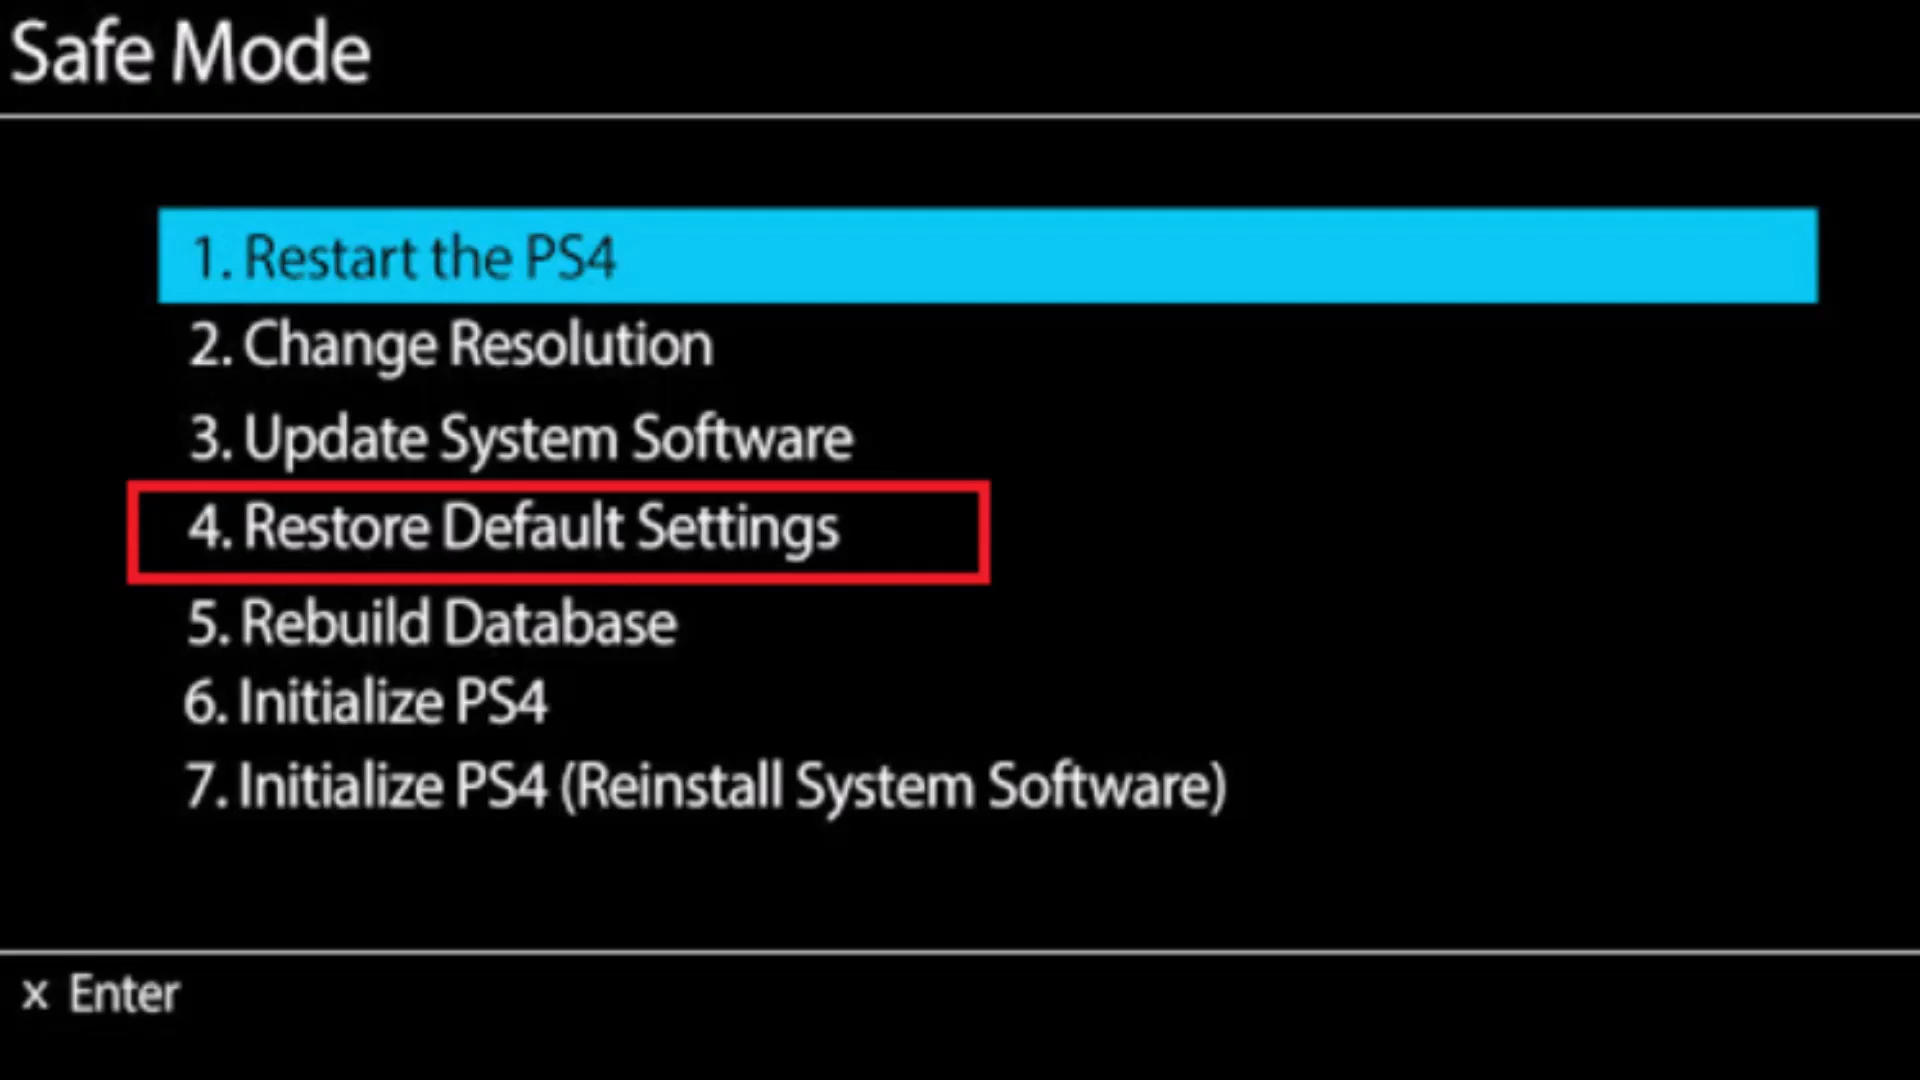 Safe Mode
1. Restart the PS4
2. Change Resolution
3. Update System Software
4. Restore Default Settings
5. Rebuild Database
6. Initialize PS4
7. Initialize PS4 (Reinstall System Software)
x Enter